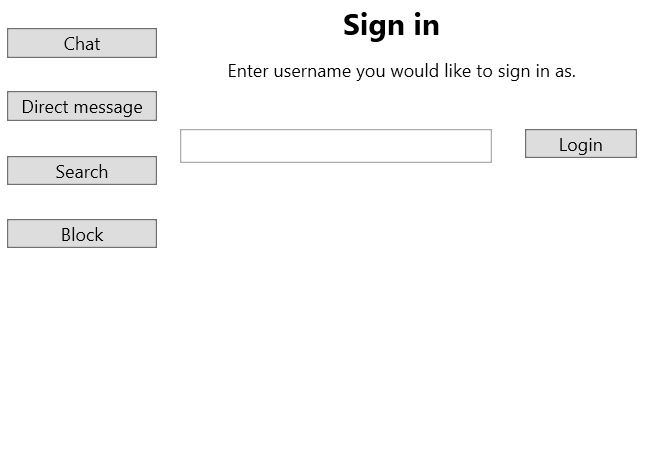 Sign in
Enter username you would like to sign in as.
Chat
Direct message
Search
Block
Login